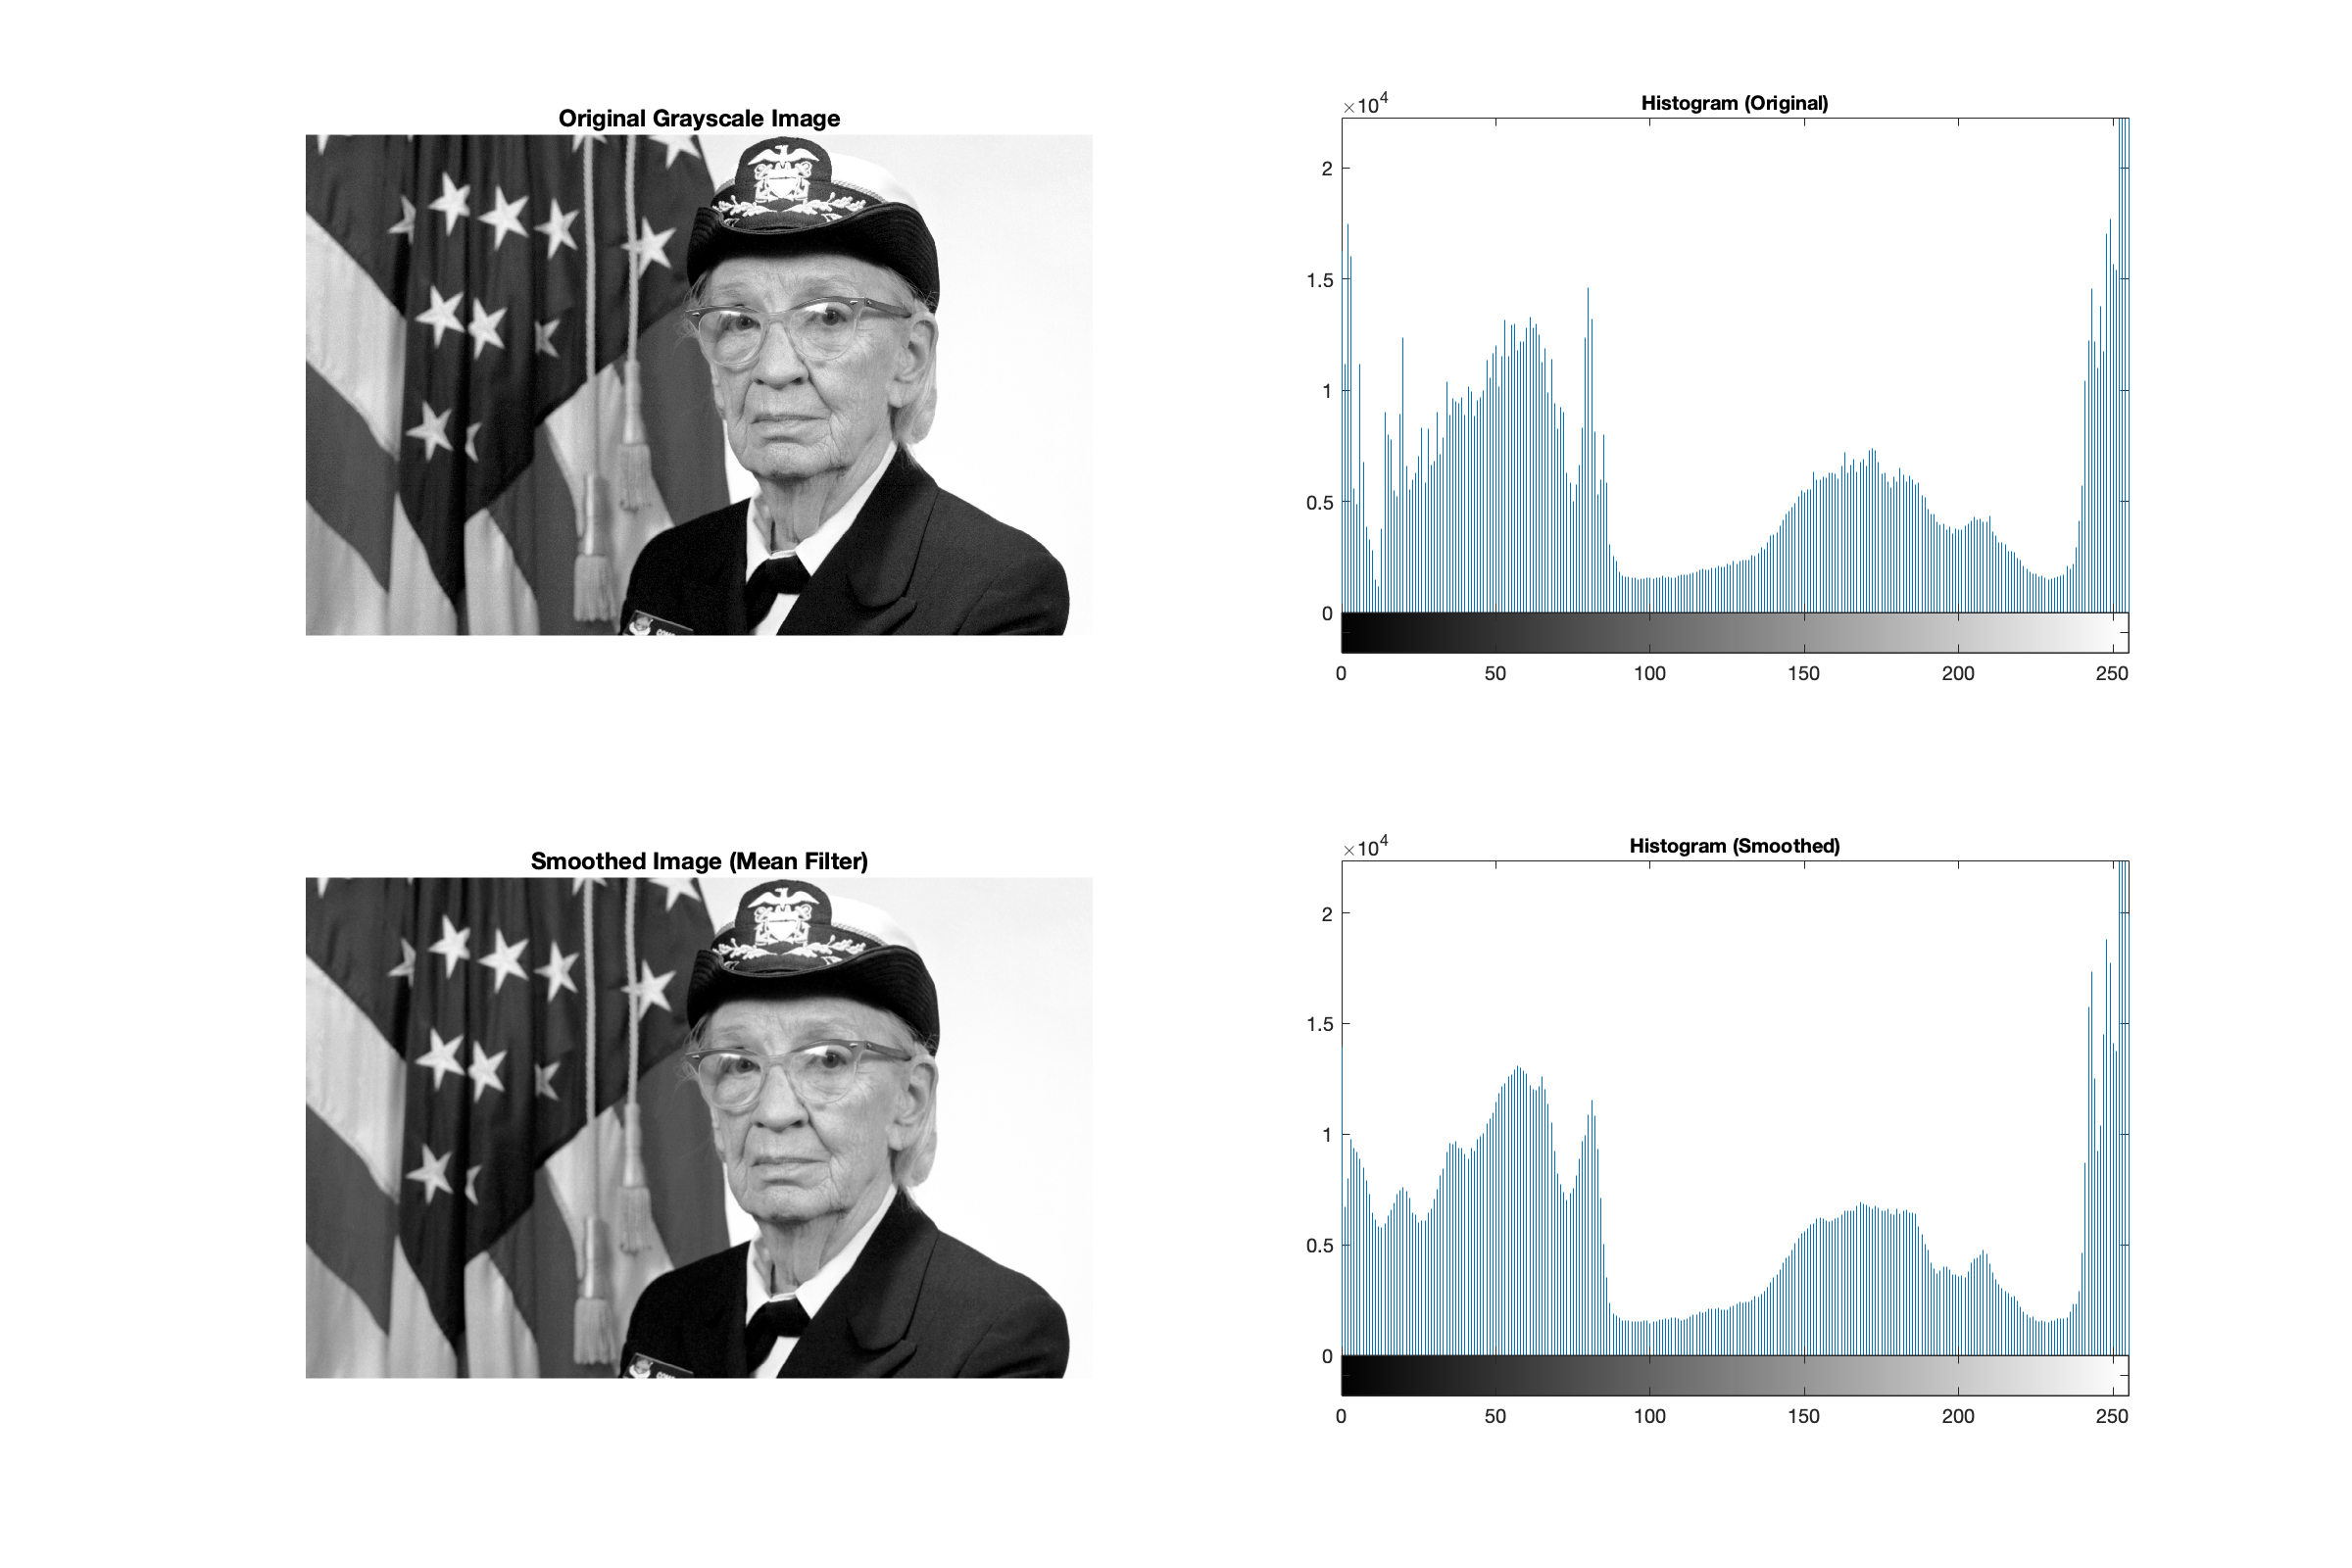 Original Grayscale Image
Histogram (Original)
×10^4
2
1.5
1
0.5
0
0 50 100 150 200 250
Smoothed Image (Mean Filter)
Histogram (Smoothed)
×10^4
2
1.5
1
0.5
0
0 50 100 150 200 250